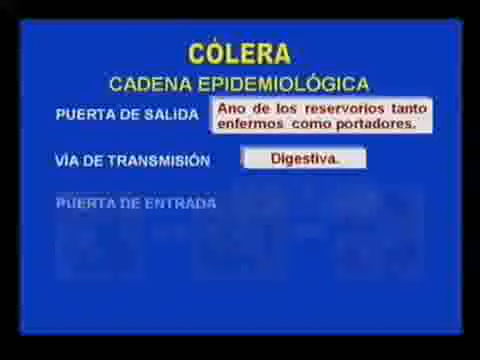 CÓLERA
CADENA EPIDEMIOLÓGICA
PUERTA DE SALIDA
Ano de los reservorios tanto
enfermos como portadores.
VÍA DE TRANSMISIÓN
Digestiva.
PUERTA DE ENTRADA